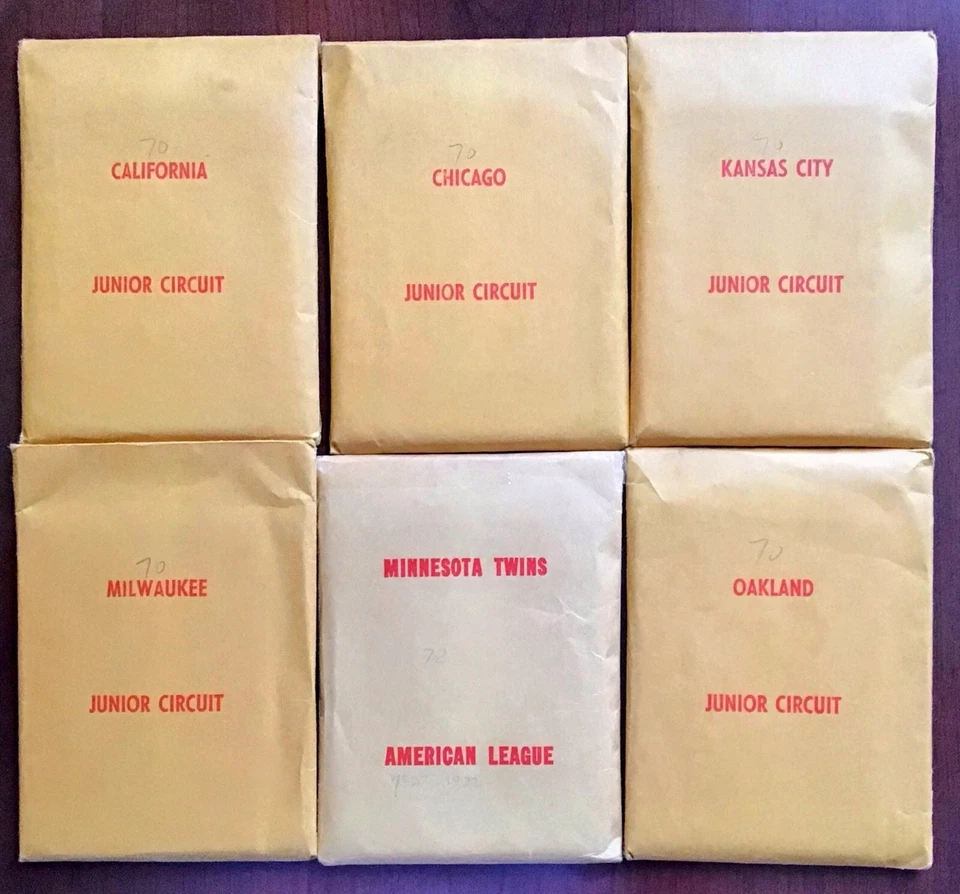 70
CALIFORNIA
JUNIOR CIRCUIT
70
CHICAGO
JUNIOR CIRCUIT
70
KANSAS CITY
JUNIOR CIRCUIT
70
MILWAUKEE
JUNIOR CIRCUIT
MINNESOTA TWINS
72
AMERICAN LEAGUE
70
OAKLAND
JUNIOR CIRCUIT